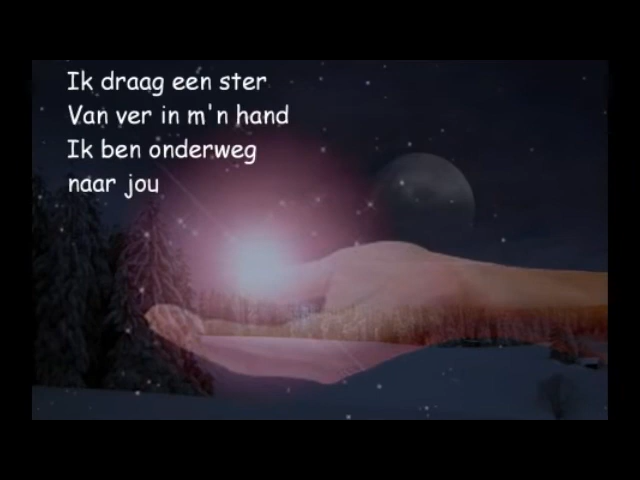 Ik draag een ster
Van ver in m'n hand
Ik ben onderweg
naar jou